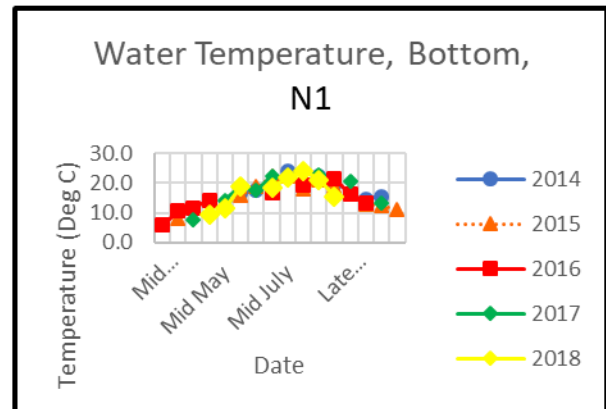 Water Temperature, Bottom,
N1
Temperature (Deg C)
30.0
20.0
10.0
0.0
Mid...
Mid May
Mid July
Late...
Date
2014
2015
2016
2017
2018